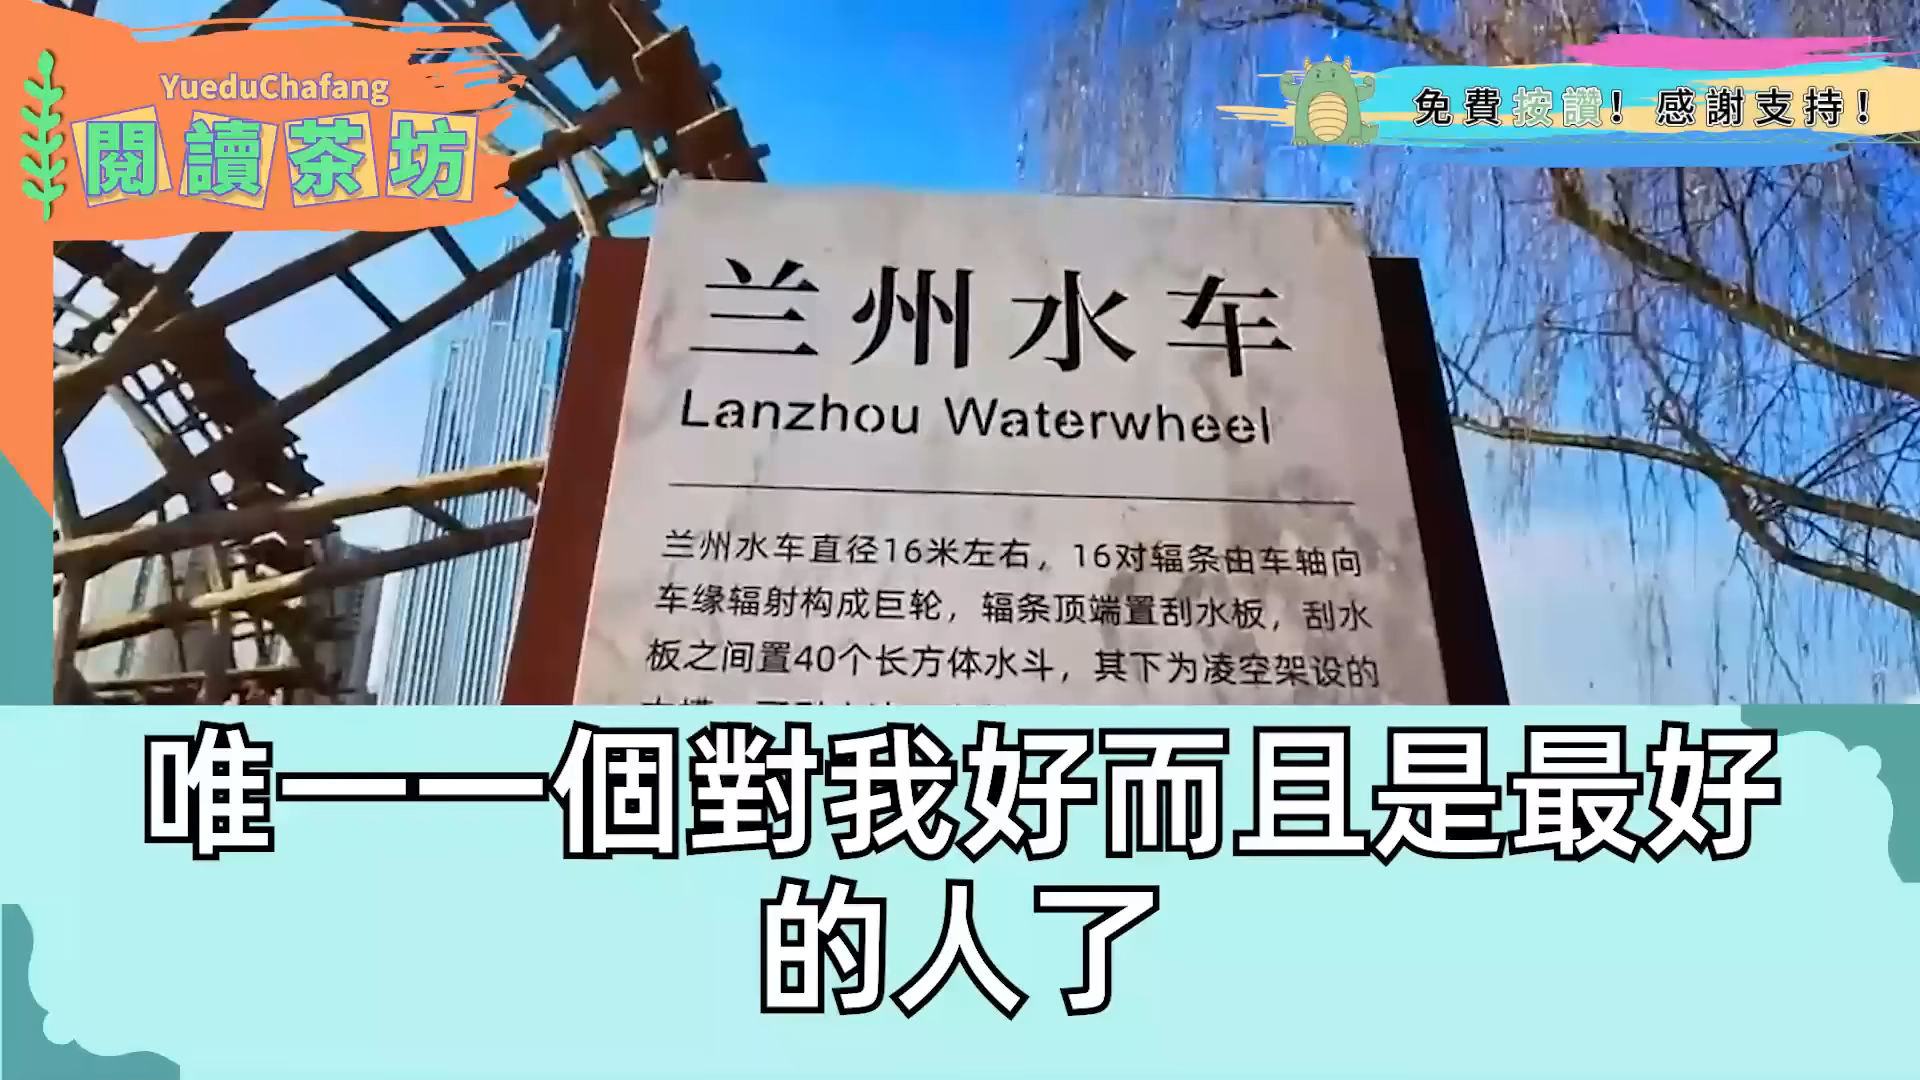 YueduChafang
閱讀茶坊
免費按讚！感謝支持！
兰州水车
Lanzhou Waterwheel
兰州水车直径16米左右，16对辐条由车轴向
车缘辐射构成巨轮，辐条顶端置刮水板，刮水
板之间置40个长方体水斗，其下为凌空架设的
唯一一個對我好而且是最好
的人了